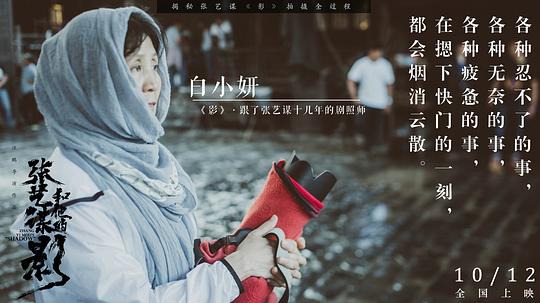 揭秘张艺谋《影》拍摄全过程
各种忍不了的事，
各种无奈的事，
各种疲惫的事，
在摁下快门的一刻，
都会烟消云散。
白小妍
《影》·跟了张艺谋十几年的剧照师
张艺谋和他的影
ZHANG
YI MOU'S
"SHADOW"
10/12
全国上映